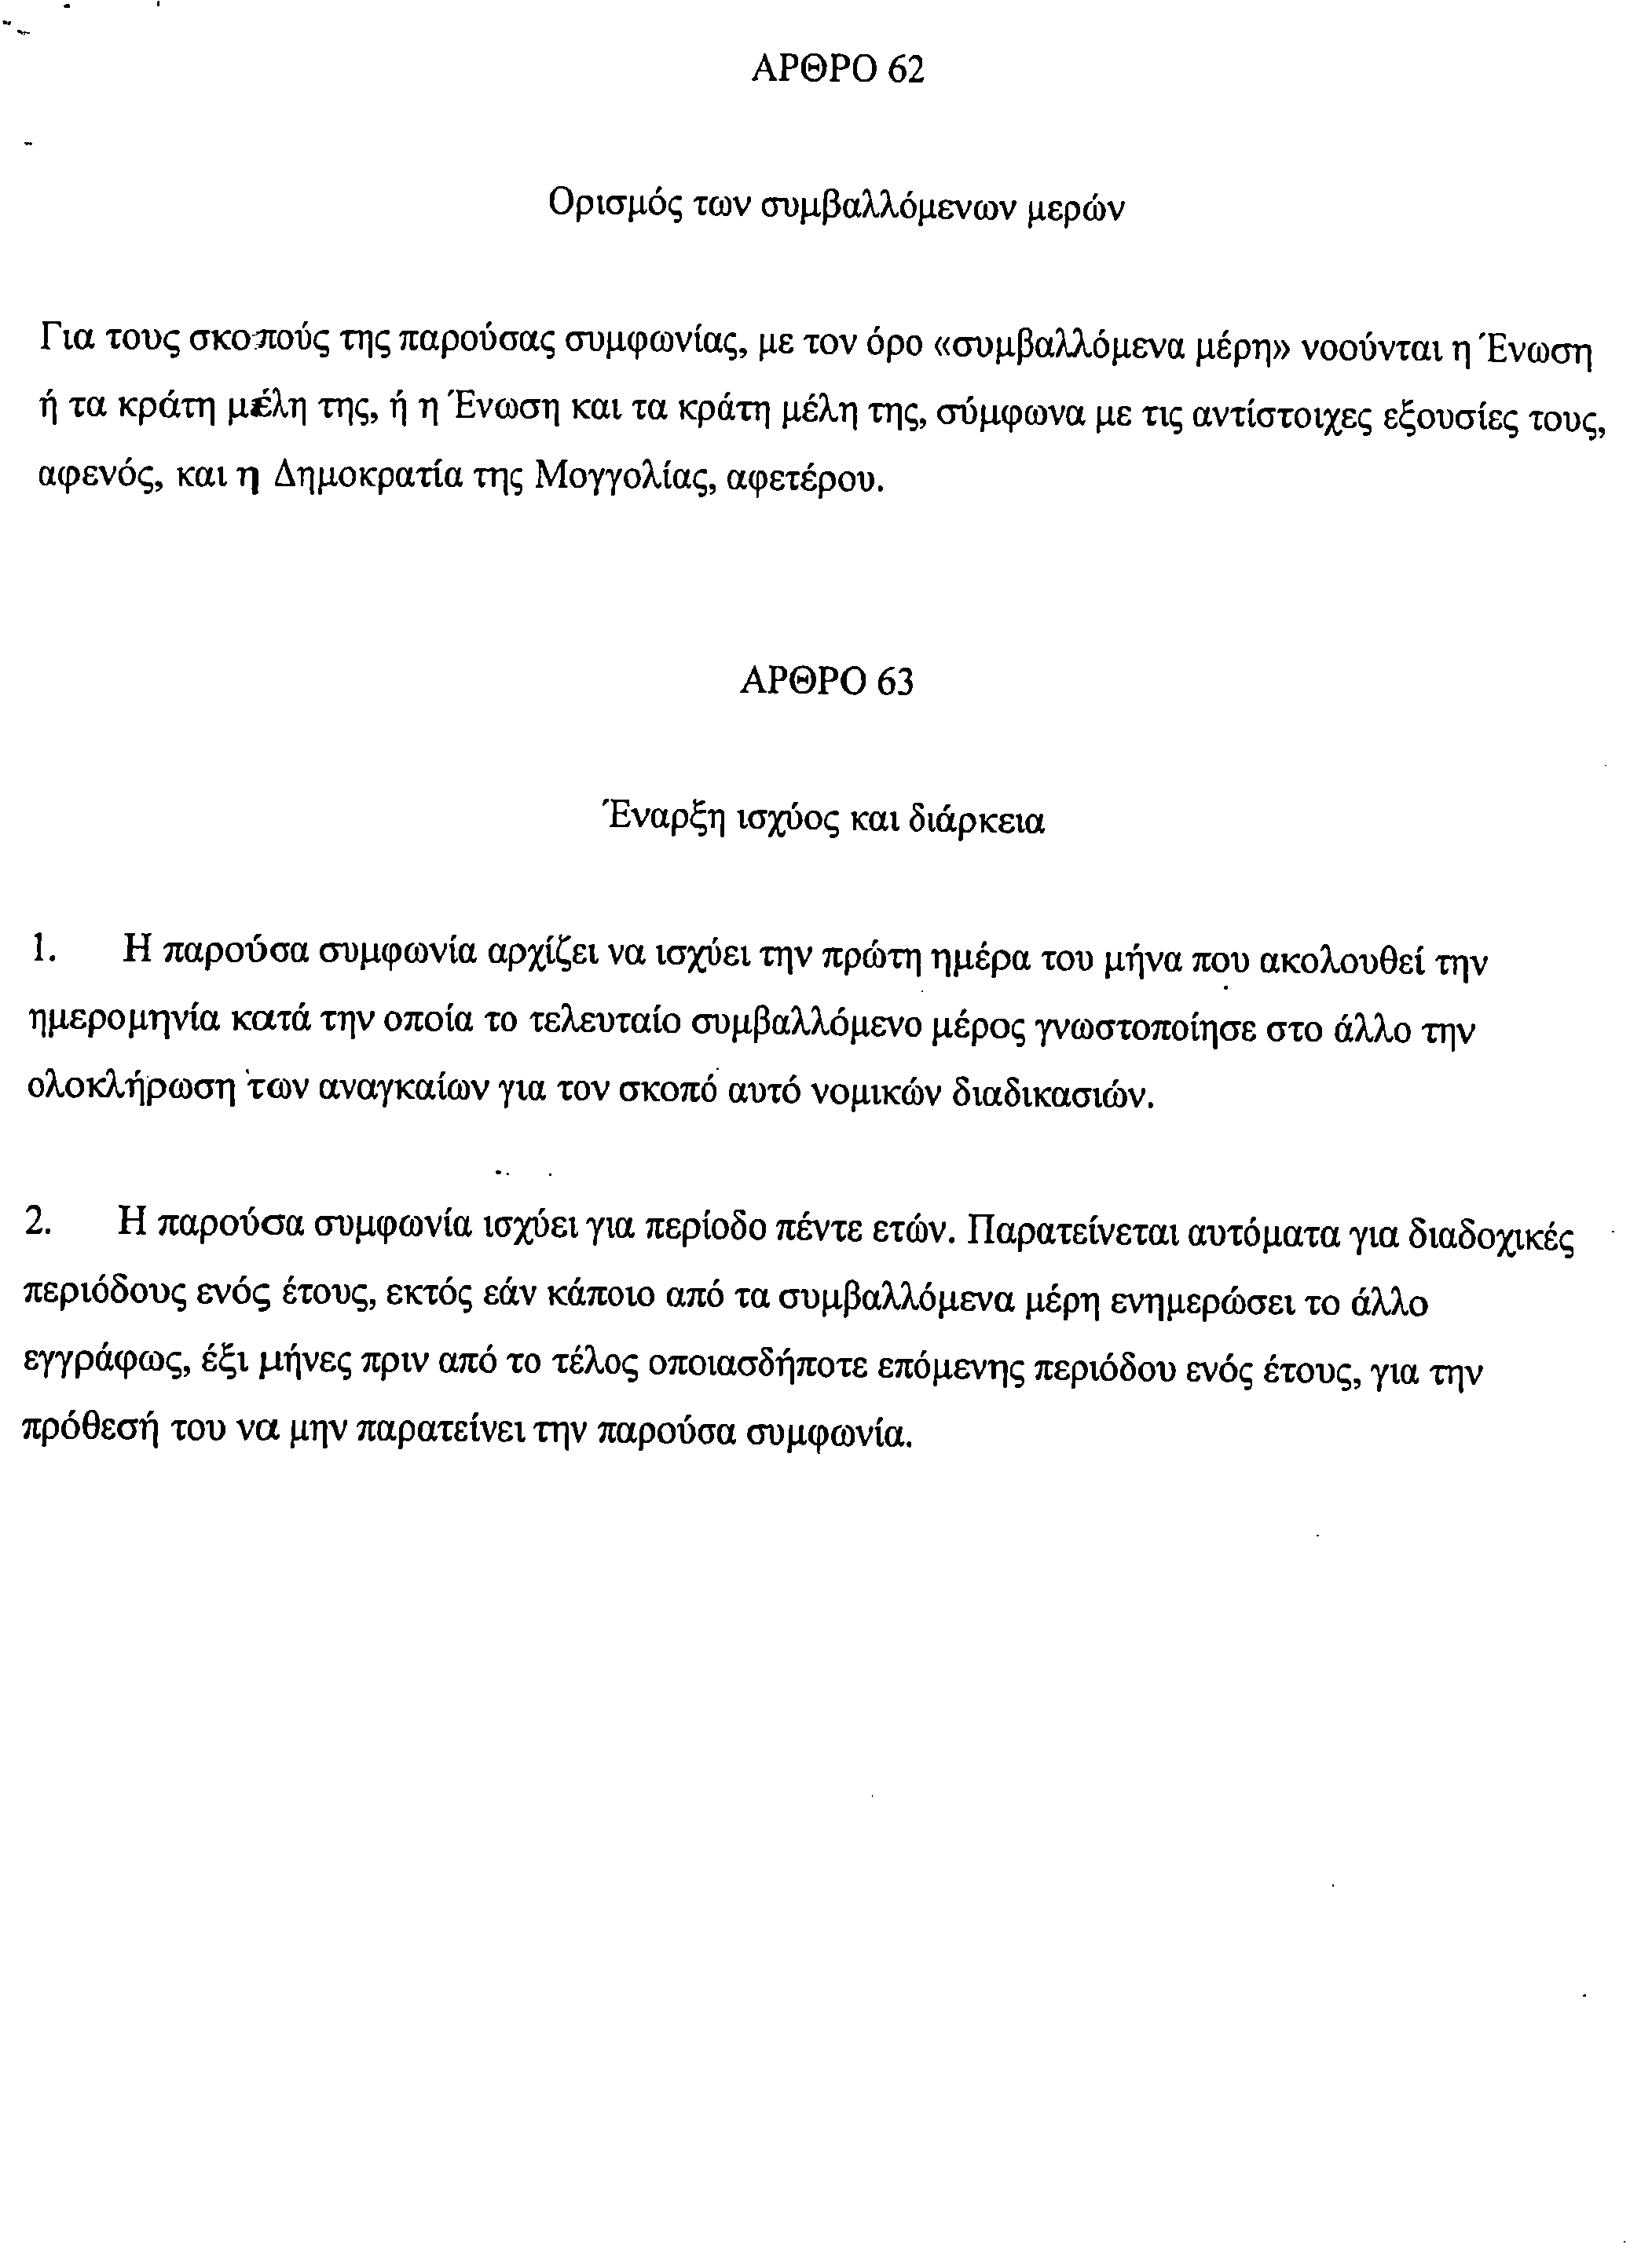 ΑΡΘΡΟ 62
Ορισμός των συμβαλλόμενων μερών
Για τους σκοπούς της παρούσας συμφωνίας, με τον όρο «συμβαλλόμενα μέρη» νοούνται η Ένωση
ή τα κράτη μέλη της, ή η Ένωση και τα κράτη μέλη της, σύμφωνα με τις αντίστοιχες εξουσίες τους,
αφενός, και η Δημοκρατία της Μογγολίας, αφετέρου.
ΑΡΘΡΟ 63
Έναρξη ισχύος και διάρκεια
1. Η παρούσα συμφωνία αρχίζει να ισχύει την πρώτη ημέρα του μήνα που ακολουθεί την
ημερομηνία κατά την οποία το τελευταίο συμβαλλόμενο μέρος γνωστοποίησε στο άλλο την
ολοκλήρωση των αναγκαίων για τον σκοπό αυτό νομικών διαδικασιών.
2. Η παρούσα συμφωνία ισχύει για περίοδο πέντε ετών. Παρατείνεται αυτόματα για διαδοχικές
περιόδους ενός έτους, εκτός εάν κάποιο από τα συμβαλλόμενα μέρη ενημερώσει το άλλο
εγγράφως, έξι μήνες πριν από το τέλος οποιασδήποτε επόμενης περιόδου ενός έτους, για την
πρόθεσή του να μην παρατείνει την παρούσα συμφωνία.